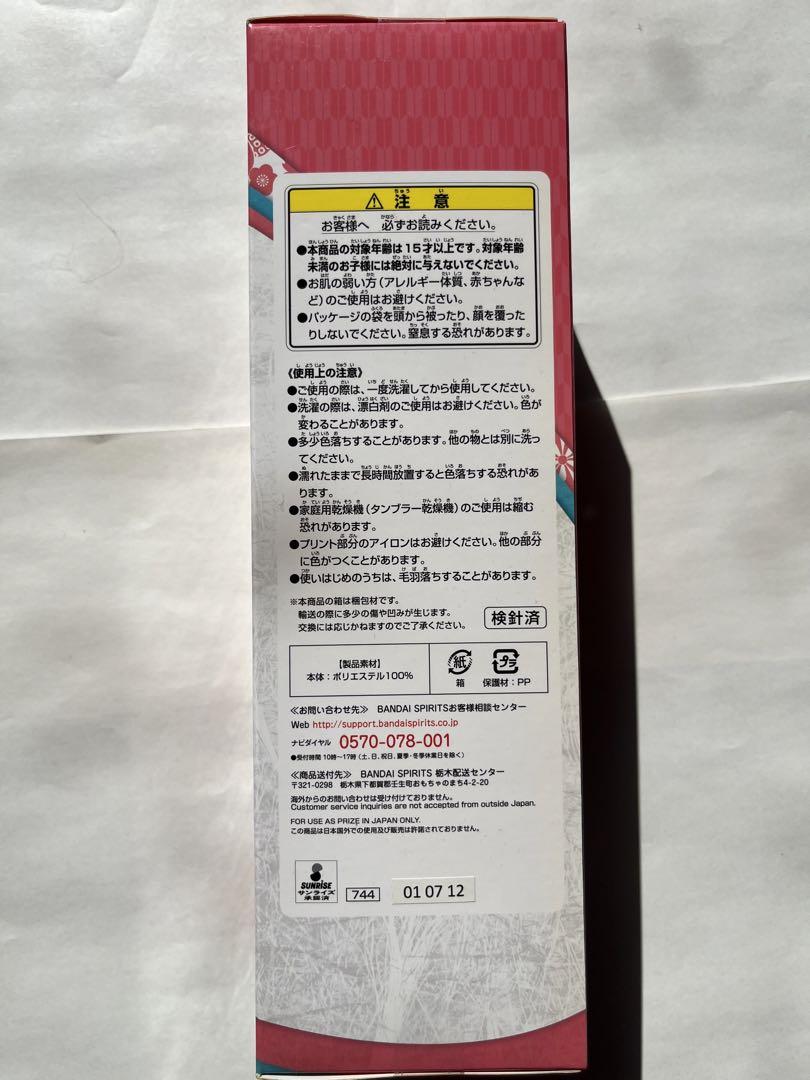 ⚠ 注意
お客様へ 必ずお読みください。
●本商品の対象年齢は15才以上です。対象年齢
未満のお子様には絶対に与えないでください。
●お肌の弱い方(アレルギー体質、赤ちゃんな
ど)のご使用はお避けください。
●パッケージの袋を頭から被ったり、顔を覆った
りしないでください。窒息する恐れがあります。
《使用上の注意》
●ご使用の際は、一度洗濯してから使用してください。
●洗濯の際は、漂白剤のご使用はお避けください。色が
変わることがあります。
●多少色落ちすることがあります。他の物とは別に洗っ
てください。
●濡れたままで長時間放置すると色落ちする恐れがあ
ります。
●家庭用乾燥機(タンブラー乾燥機)のご使用は縮む
恐れがあります。
●プリント部分のアイロンはお避けください。他の部分
に色がつくことがあります。
●使いはじめのうちは、毛羽落ちすることがあります。
※本商品の箱は梱包材です。
輸送の際に多少の傷や凹みが生じます。
交換には応じかねますのでご了承ください。
検針済
【製品素材】
本体:ポリエステル100%
紙
箱
プラ
保護材:PP
≪お問い合わせ先≫ BANDAI SPIRITSお客様相談センター
Web http://support.bandaispirits.co.jp
ナビダイヤル 0570-078-001
●受付時間 10時~17時(土、日、祝日、夏季・冬季休業日を除く)
≪商品送付先≫ BANDAI SPIRITS 栃木配送センター
〒321-0298 栃木県下都賀郡壬生町おもちゃのまち4-2-20
海外からのお問い合わせは受け付けておりません。
Customer service inquiries are not accepted from outside Japan.
FOR USE AS PRIZE IN JAPAN ONLY.
この商品は日本国外での使用及び販売は許諾されておりません。
SUNRISE
サンライズ
承認済
744
01 07 12